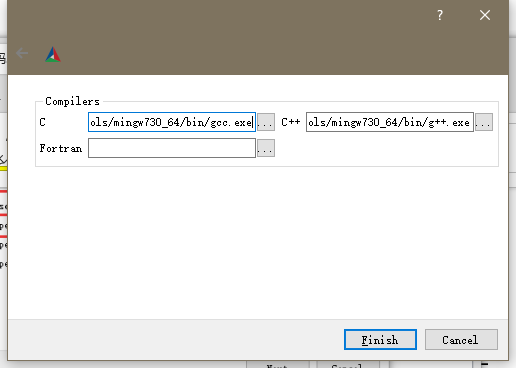 ?
Compilers
C ols/mingw730_64/bin/gcc.exe ... C++ ols/mingw730_64/bin/g++.exe ...
Fortran ...
Finish Cancel